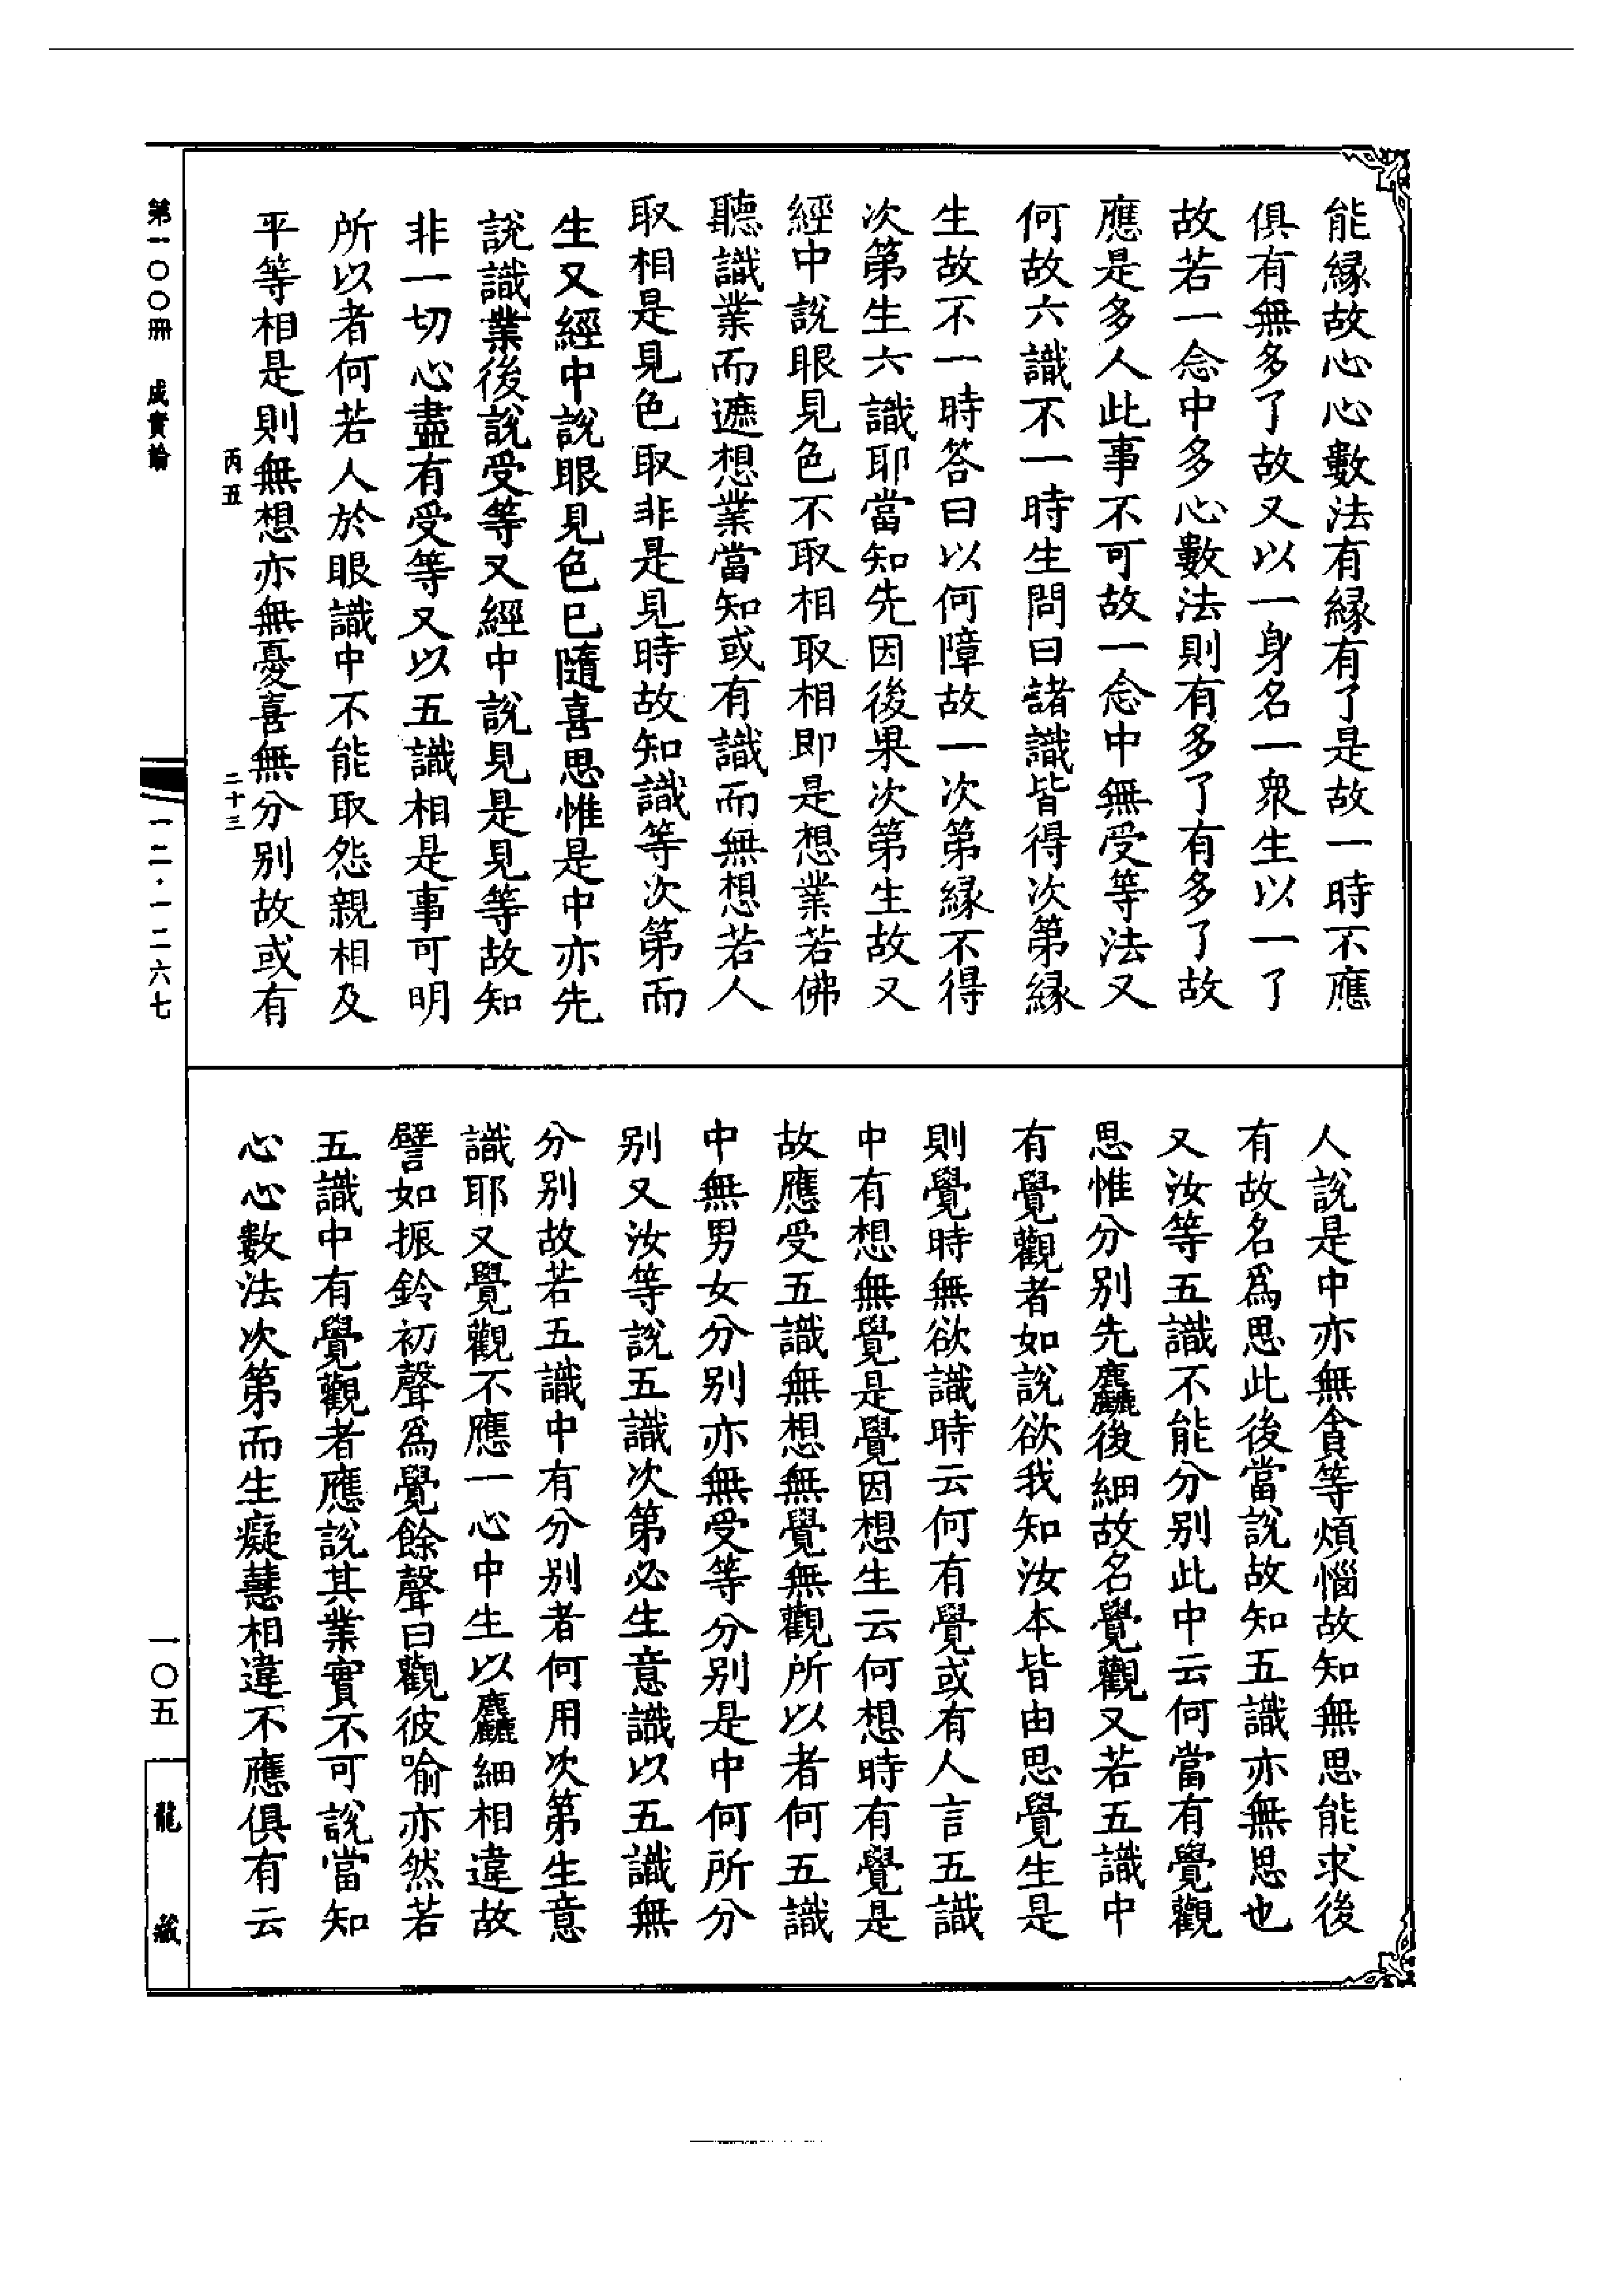 能縁故心心數法有縁有了是故一時不應
俱有無多了故又以一身名一衆生以一了
故若一念中多心數法則有多了有多了故
應是多人此事不可故一念中無受等法又
何故六識不一時生問曰諸識皆得次第縁
生故不一時答曰以何障故一次第縁不得
次第生六識耶當知先因後果次第生故又
經中說眼見色不取相取相即是想業若佛
聽識業而遮想業當知或有識而無想若人
取相是見色取非是見時故知識等次第而
生又經中說眼見色已隨喜思惟是中亦先
說識業後說受等又經中說見是見等故知
非一切心盡有受等又以五識相是事可明
所以者何若人於眼識中不能取怨親相及
平等相是則無想亦無憂喜無分別故或有
丙五 二十三
人說是中亦無貪等煩惱故知無思能求後
有故名爲思此後當說故知五識亦無思也
又汝等五識不能分別此中云何當有覺觀
思惟分別先麤後細故名覺觀又若五識中
有覺觀者如說欲我知汝本皆由思覺生是
則覺時無欲識時云何有覺或有人言五識
中有想無覺是覺因想生云何想時有覺是
故應受五識無想無覺無觀所以者何五識
中無男女分別亦無受等分別是中何所分
別又汝等說五識次第必生意識以五識無
分別故若五識中有分別者何用次第生意
識耶又覺觀不應一心中生以麤細相違故
譬如振鈴初聲爲覺餘聲曰觀彼喻亦然若
五識中有覺觀者應說其業實不可說當知
心心數法次第而生癡慧相違不應俱有云
第一〇〇冊 成實論 一二·一二六七 一〇五 龍藏